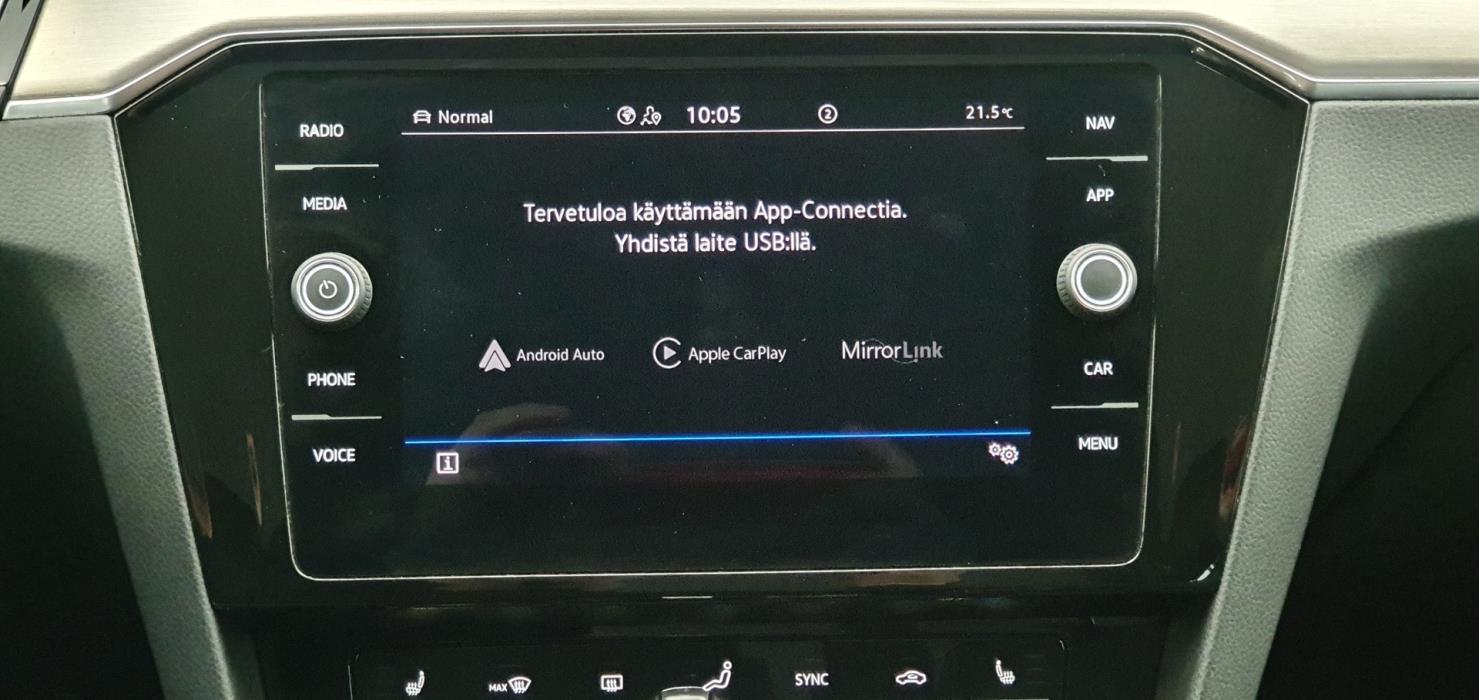 RADIO
MEDIA
PHONE
VOICE
Normal
10:05
2
21.5°C
Tervetuloa käyttämään App-Connectia.
Yhdistä laite USB:llä.
Android Auto
Apple CarPlay
MirrorLink
i
NAV
APP
CAR
MENU
MAX
SYNC